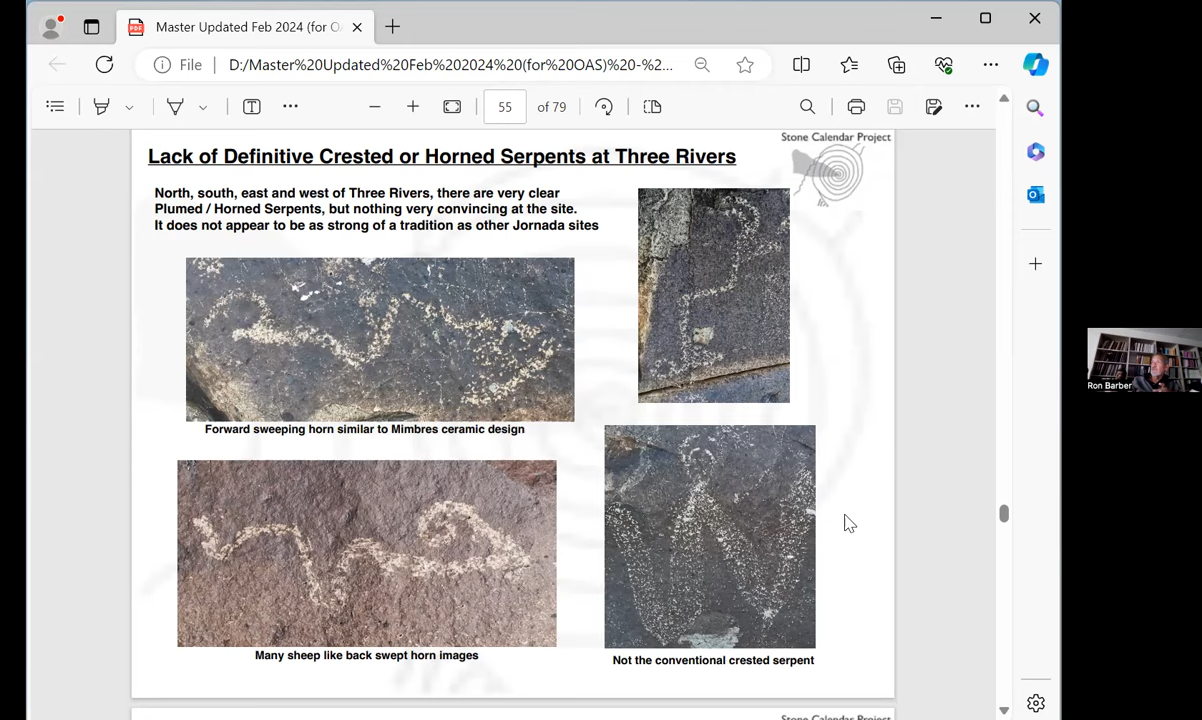 Master Updated Feb 2024 (for O
File
D:/Master%20Updated%20Feb%202024%20(for%20OAS)%20-%2...
55 of 79
Stone Calendar Project
Lack of Definitive Crested or Horned Serpents at Three Rivers
North, south, east and west of Three Rivers, there are very clear
Plumed / Horned Serpents, but nothing very convincing at the site.
It does not appear to be as strong of a tradition as other Jornada sites
Forward sweeping horn similar to Mimbres ceramic design
Ron Barber
Many sheep like back swept horn images
Not the conventional crested serpent
Stone Calendar Project